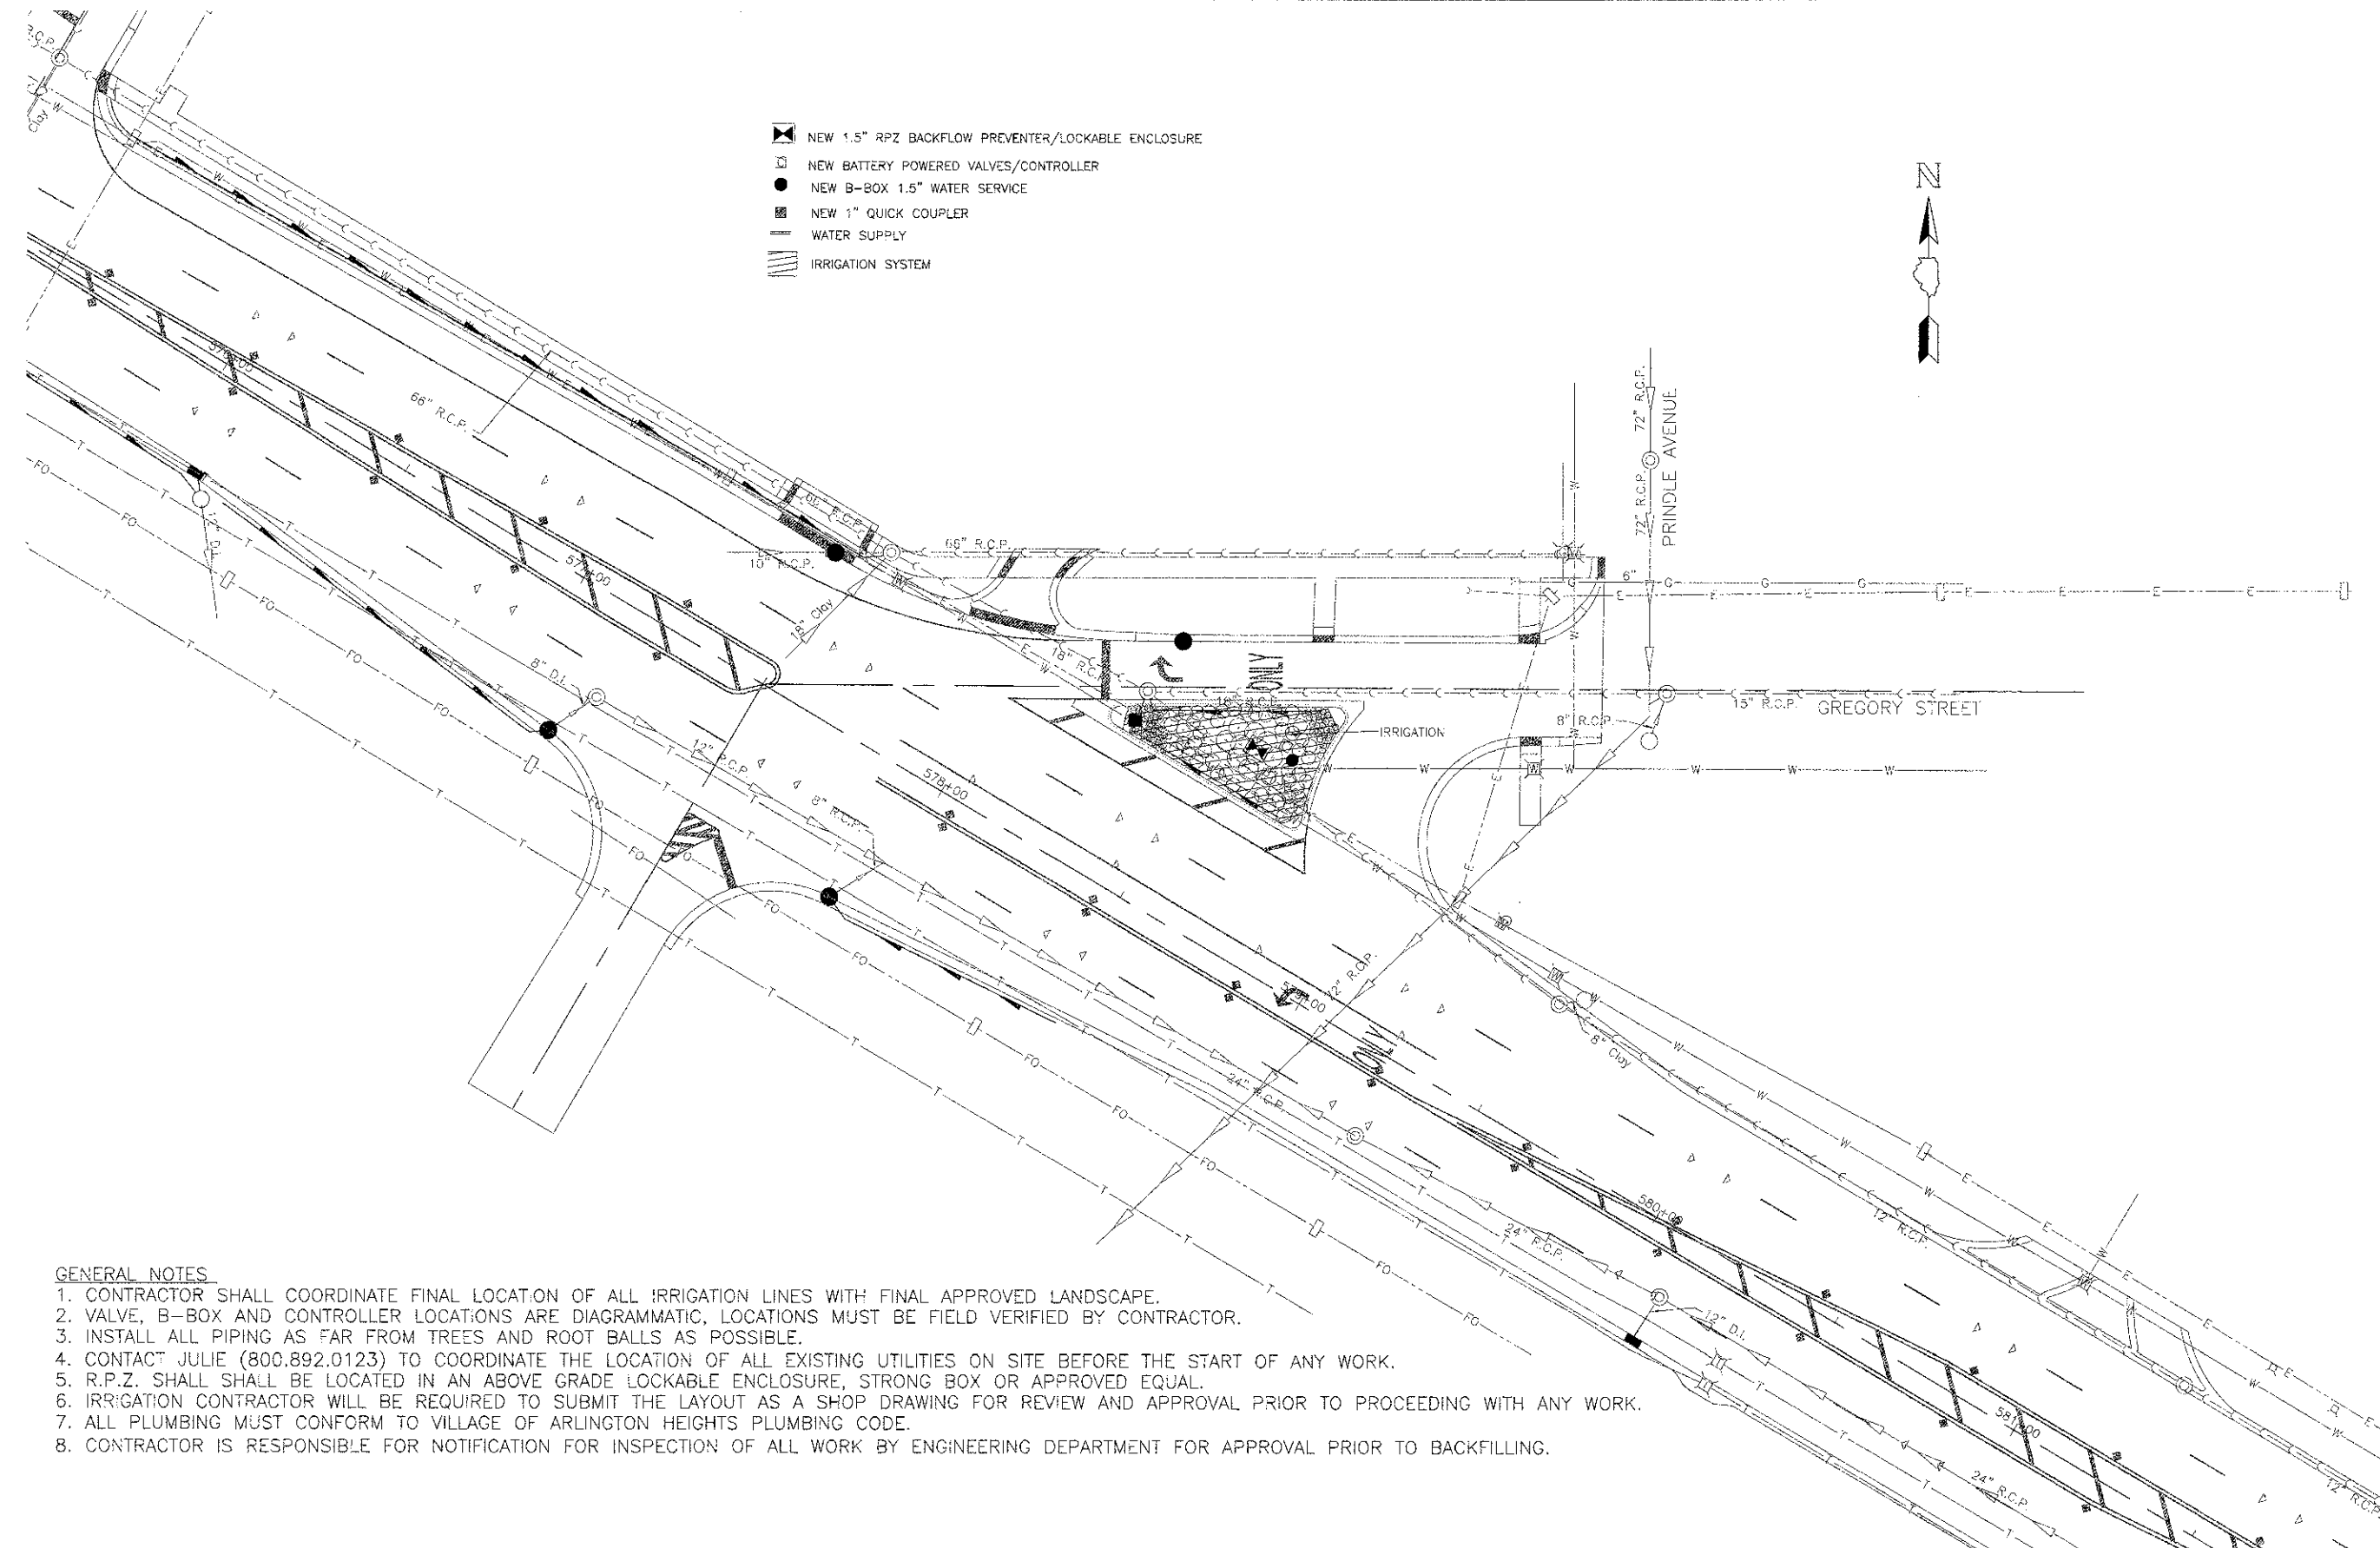 NEW 1.5" RPZ BACKFLOW PREVENTER/LOCKABLE ENCLOSURE
NEW BATTERY POWERED VALVES/CONTROLLER
NEW B-BOX 1.5" WATER SERVICE
NEW 1" QUICK COUPLER
WATER SUPPLY
IRRIGATION SYSTEM
N
R.C.P.
Clay
66" R.C.P.
72" R.C.P.
72" R.C.P.
PRINDLE AVENUE
577+00
66" R.C.P.
66" R.C.P.
18" Clay
6"
18" R.C.P.
ONLY
8" D.I.
12" R.C.P.
8" R.C.P.
578+00
IRRIGATION
8" R.C.P.
15" R.C.P.
GREGORY STREET
ONLY
8" Clay
24" R.C.P.
580+00
24" R.C.P.
12" R.C.P.
12" D.I.
581+00
24" R.C.P.
12" R.C.P.
GENERAL NOTES
1. CONTRACTOR SHALL COORDINATE FINAL LOCATION OF ALL IRRIGATION LINES WITH FINAL APPROVED LANDSCAPE.
2. VALVE, B-BOX AND CONTROLLER LOCATIONS ARE DIAGRAMMATIC, LOCATIONS MUST BE FIELD VERIFIED BY CONTRACTOR.
3. INSTALL ALL PIPING AS FAR FROM TREES AND ROOT BALLS AS POSSIBLE.
4. CONTACT JULIE (800.892.0123) TO COORDINATE THE LOCATION OF ALL EXISTING UTILITIES ON SITE BEFORE THE START OF ANY WORK.
5. R.P.Z. SHALL SHALL BE LOCATED IN AN ABOVE GRADE LOCKABLE ENCLOSURE, STRONG BOX OR APPROVED EQUAL.
6. IRRIGATION CONTRACTOR WILL BE REQUIRED TO SUBMIT THE LAYOUT AS A SHOP DRAWING FOR REVIEW AND APPROVAL PRIOR TO PROCEEDING WITH ANY WORK.
7. ALL PLUMBING MUST CONFORM TO VILLAGE OF ARLINGTON HEIGHTS PLUMBING CODE.
8. CONTRACTOR IS RESPONSIBLE FOR NOTIFICATION FOR INSPECTION OF ALL WORK BY ENGINEERING DEPARTMENT FOR APPROVAL PRIOR TO BACKFILLING.